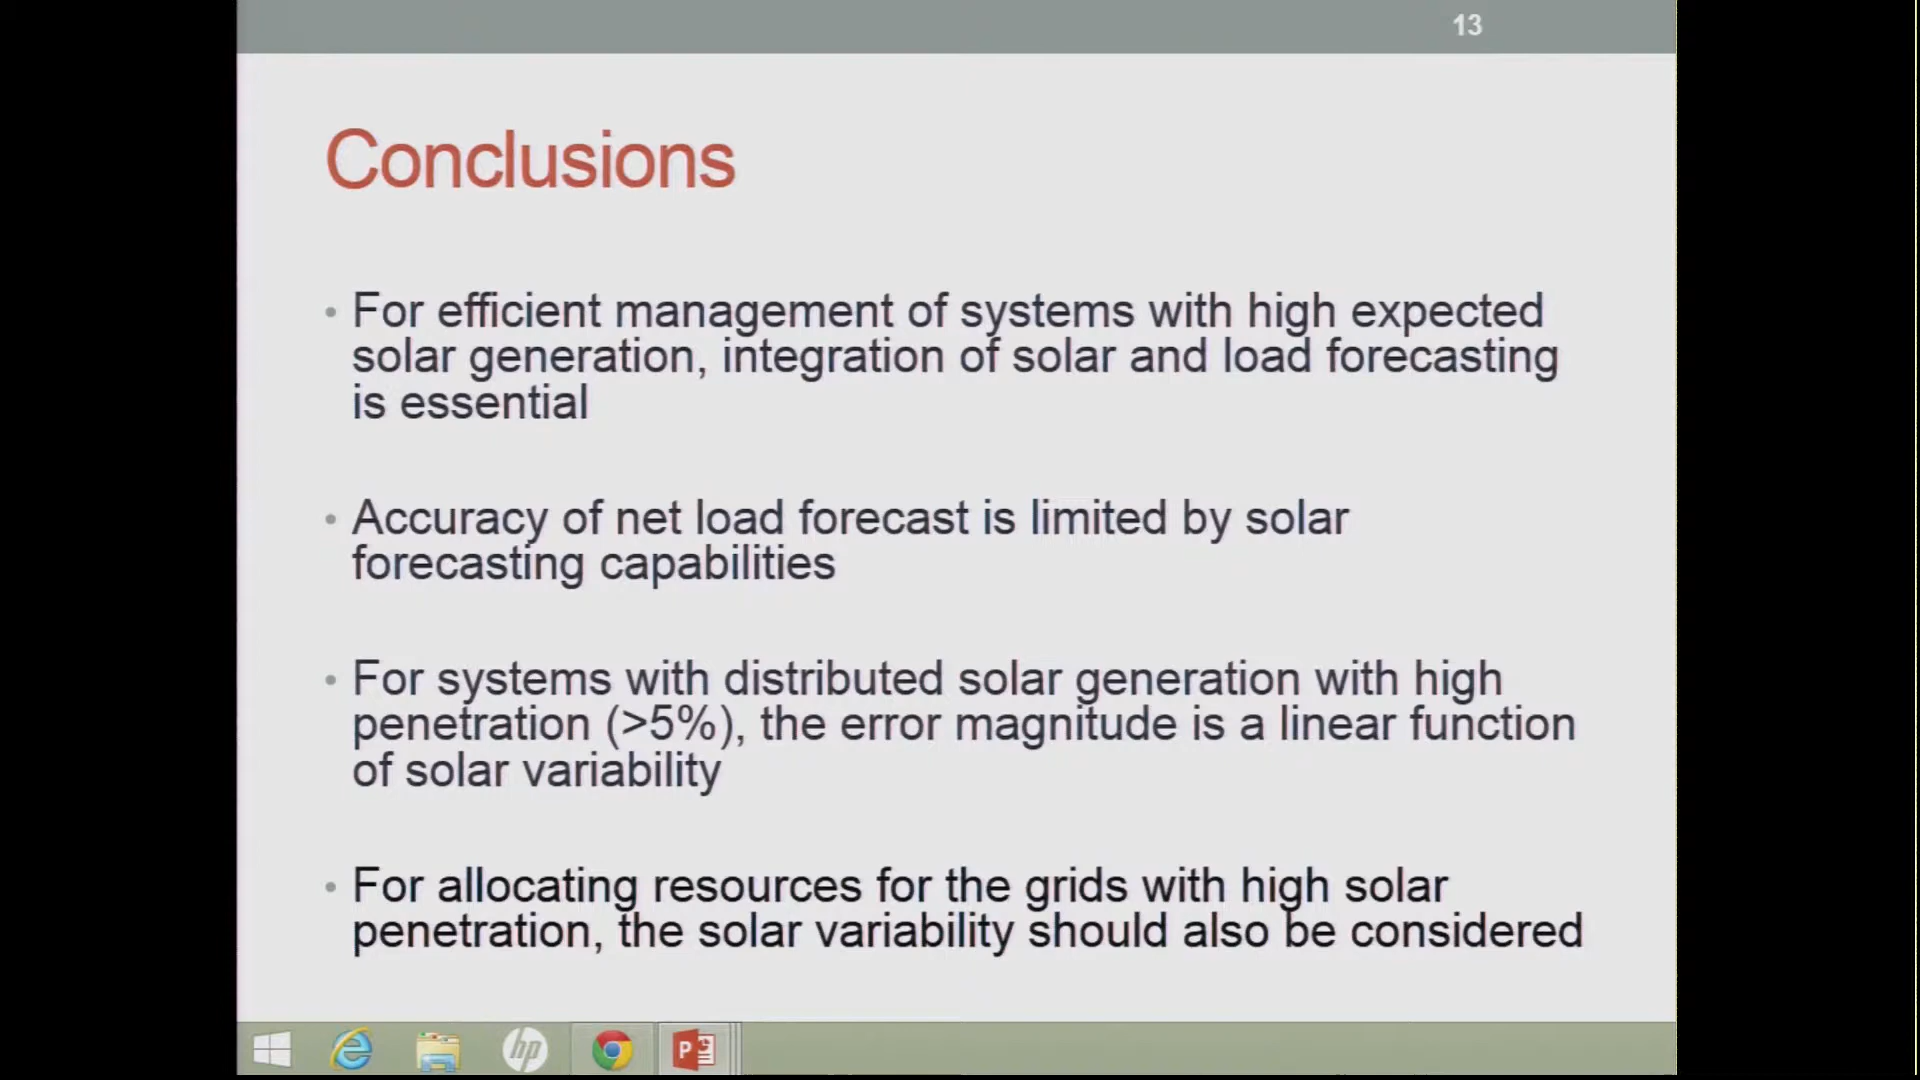 13
Conclusions
• For efficient management of systems with high expected
solar generation, integration of solar and load forecasting
is essential
• Accuracy of net load forecast is limited by solar
forecasting capabilities
• For systems with distributed solar generation with high
penetration (>5%), the error magnitude is a linear function
of solar variability
• For allocating resources for the grids with high solar
penetration, the solar variability should also be considered
hp
P